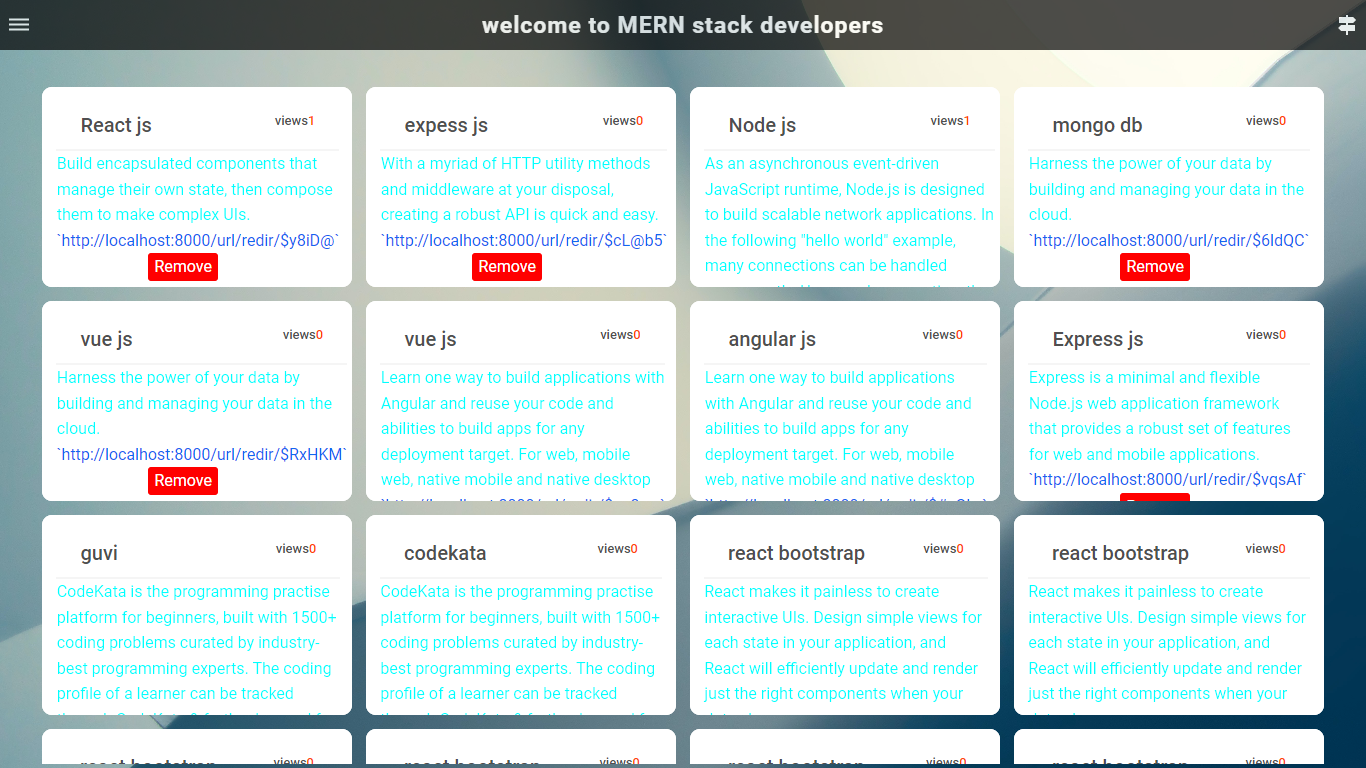 welcome to MERN stack developers
React js views1
Build encapsulated components that
manage their own state, then compose
them to make complex UIs.
`http://localhost:8000/url/redir/$y8iD@`
Remove
expess js views0
With a myriad of HTTP utility methods
and middleware at your disposal,
creating a robust API is quick and easy.
`http://localhost:8000/url/redir/$cL@b5`
Remove
Node js views1
As an asynchronous event-driven
JavaScript runtime, Node.js is designed
to build scalable network applications. In
the following "hello world" example,
many connections can be handled
mongo db views0
Harness the power of your data by
building and managing your data in the
cloud.
`http://localhost:8000/url/redir/$6IdQC`
Remove
vue js views0
Harness the power of your data by
building and managing your data in the
cloud.
`http://localhost:8000/url/redir/$RxHKM`
Remove
vue js views0
Learn one way to build applications with
Angular and reuse your code and
abilities to build apps for any
deployment target. For web, mobile
web, native mobile and native desktop
angular js views0
Learn one way to build applications
with Angular and reuse your code and
abilities to build apps for any
deployment target. For web, mobile
web, native mobile and native desktop
Express js views0
Express is a minimal and flexible
Node.js web application framework
that provides a robust set of features
for web and mobile applications.
`http://localhost:8000/url/redir/$vqsAf`
guvi views0
CodeKata is the programming practise
platform for beginners, built with 1500+
coding problems curated by industry-
best programming experts. The coding
profile of a learner can be tracked
codekata views0
CodeKata is the programming practise
platform for beginners, built with 1500+
coding problems curated by industry-
best programming experts. The coding
profile of a learner can be tracked
react bootstrap views0
React makes it painless to create
interactive UIs. Design simple views for
each state in your application, and
React will efficiently update and render
just the right components when your
react bootstrap views0
React makes it painless to create
interactive UIs. Design simple views for
each state in your application, and
React will efficiently update and render
just the right components when your
react bootstrap views0
react bootstrap views0
react bootstrap views0
react bootstrap views0